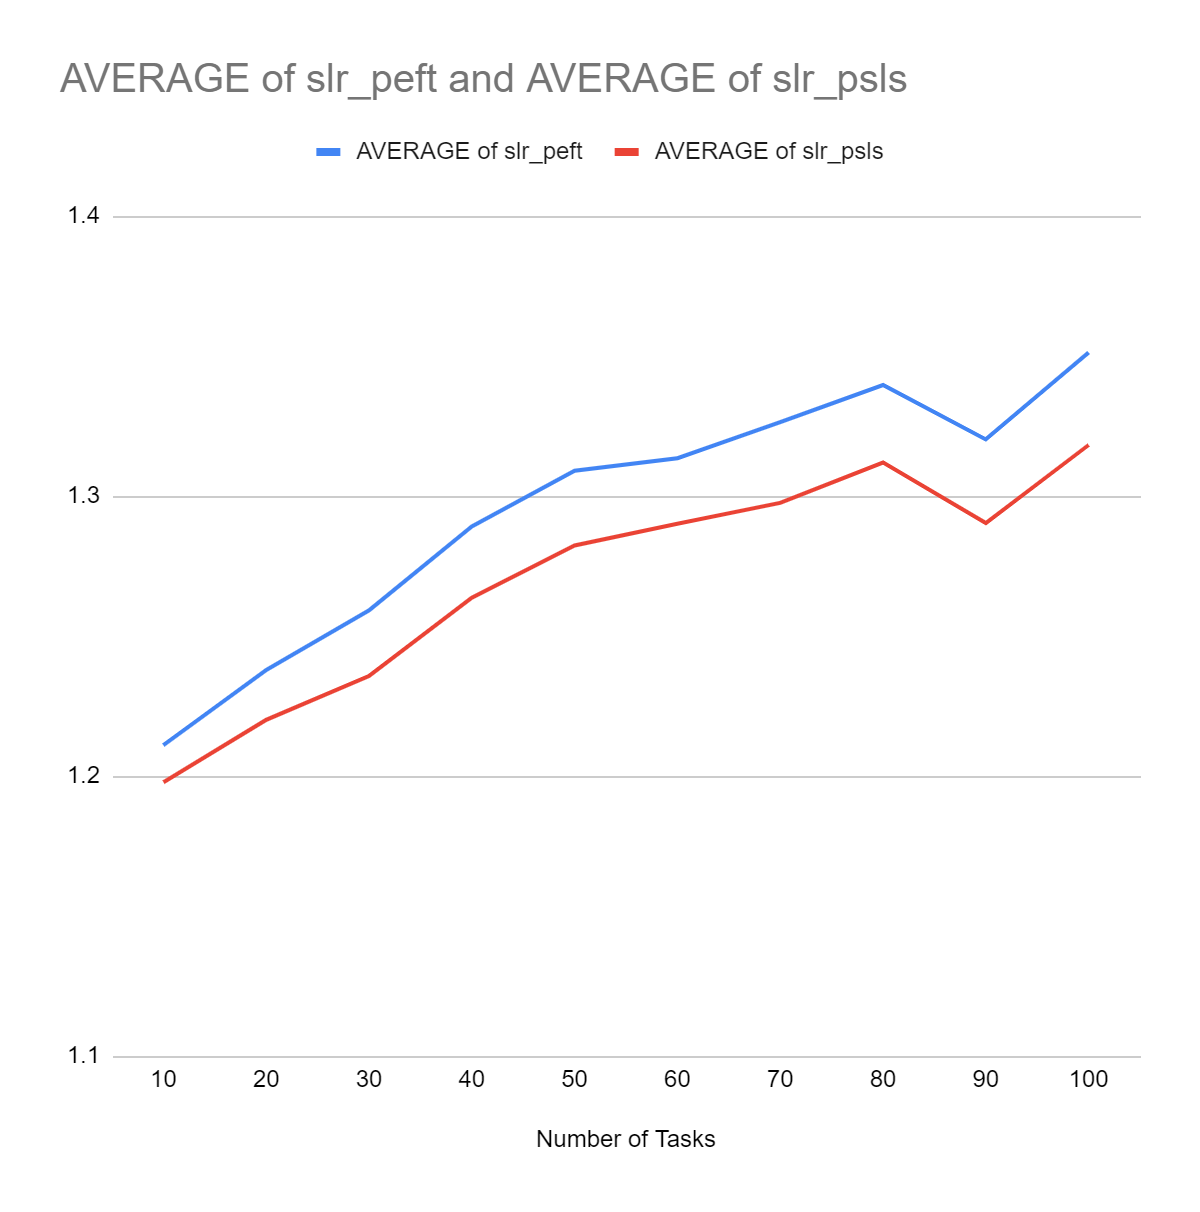 AVERAGE of slr_peft and AVERAGE of slr_psls
AVERAGE of slr_peft AVERAGE of slr_psls
1.4
1.3
1.2
1.1
10 20 30 40 50 60 70 80 90 100
Number of Tasks